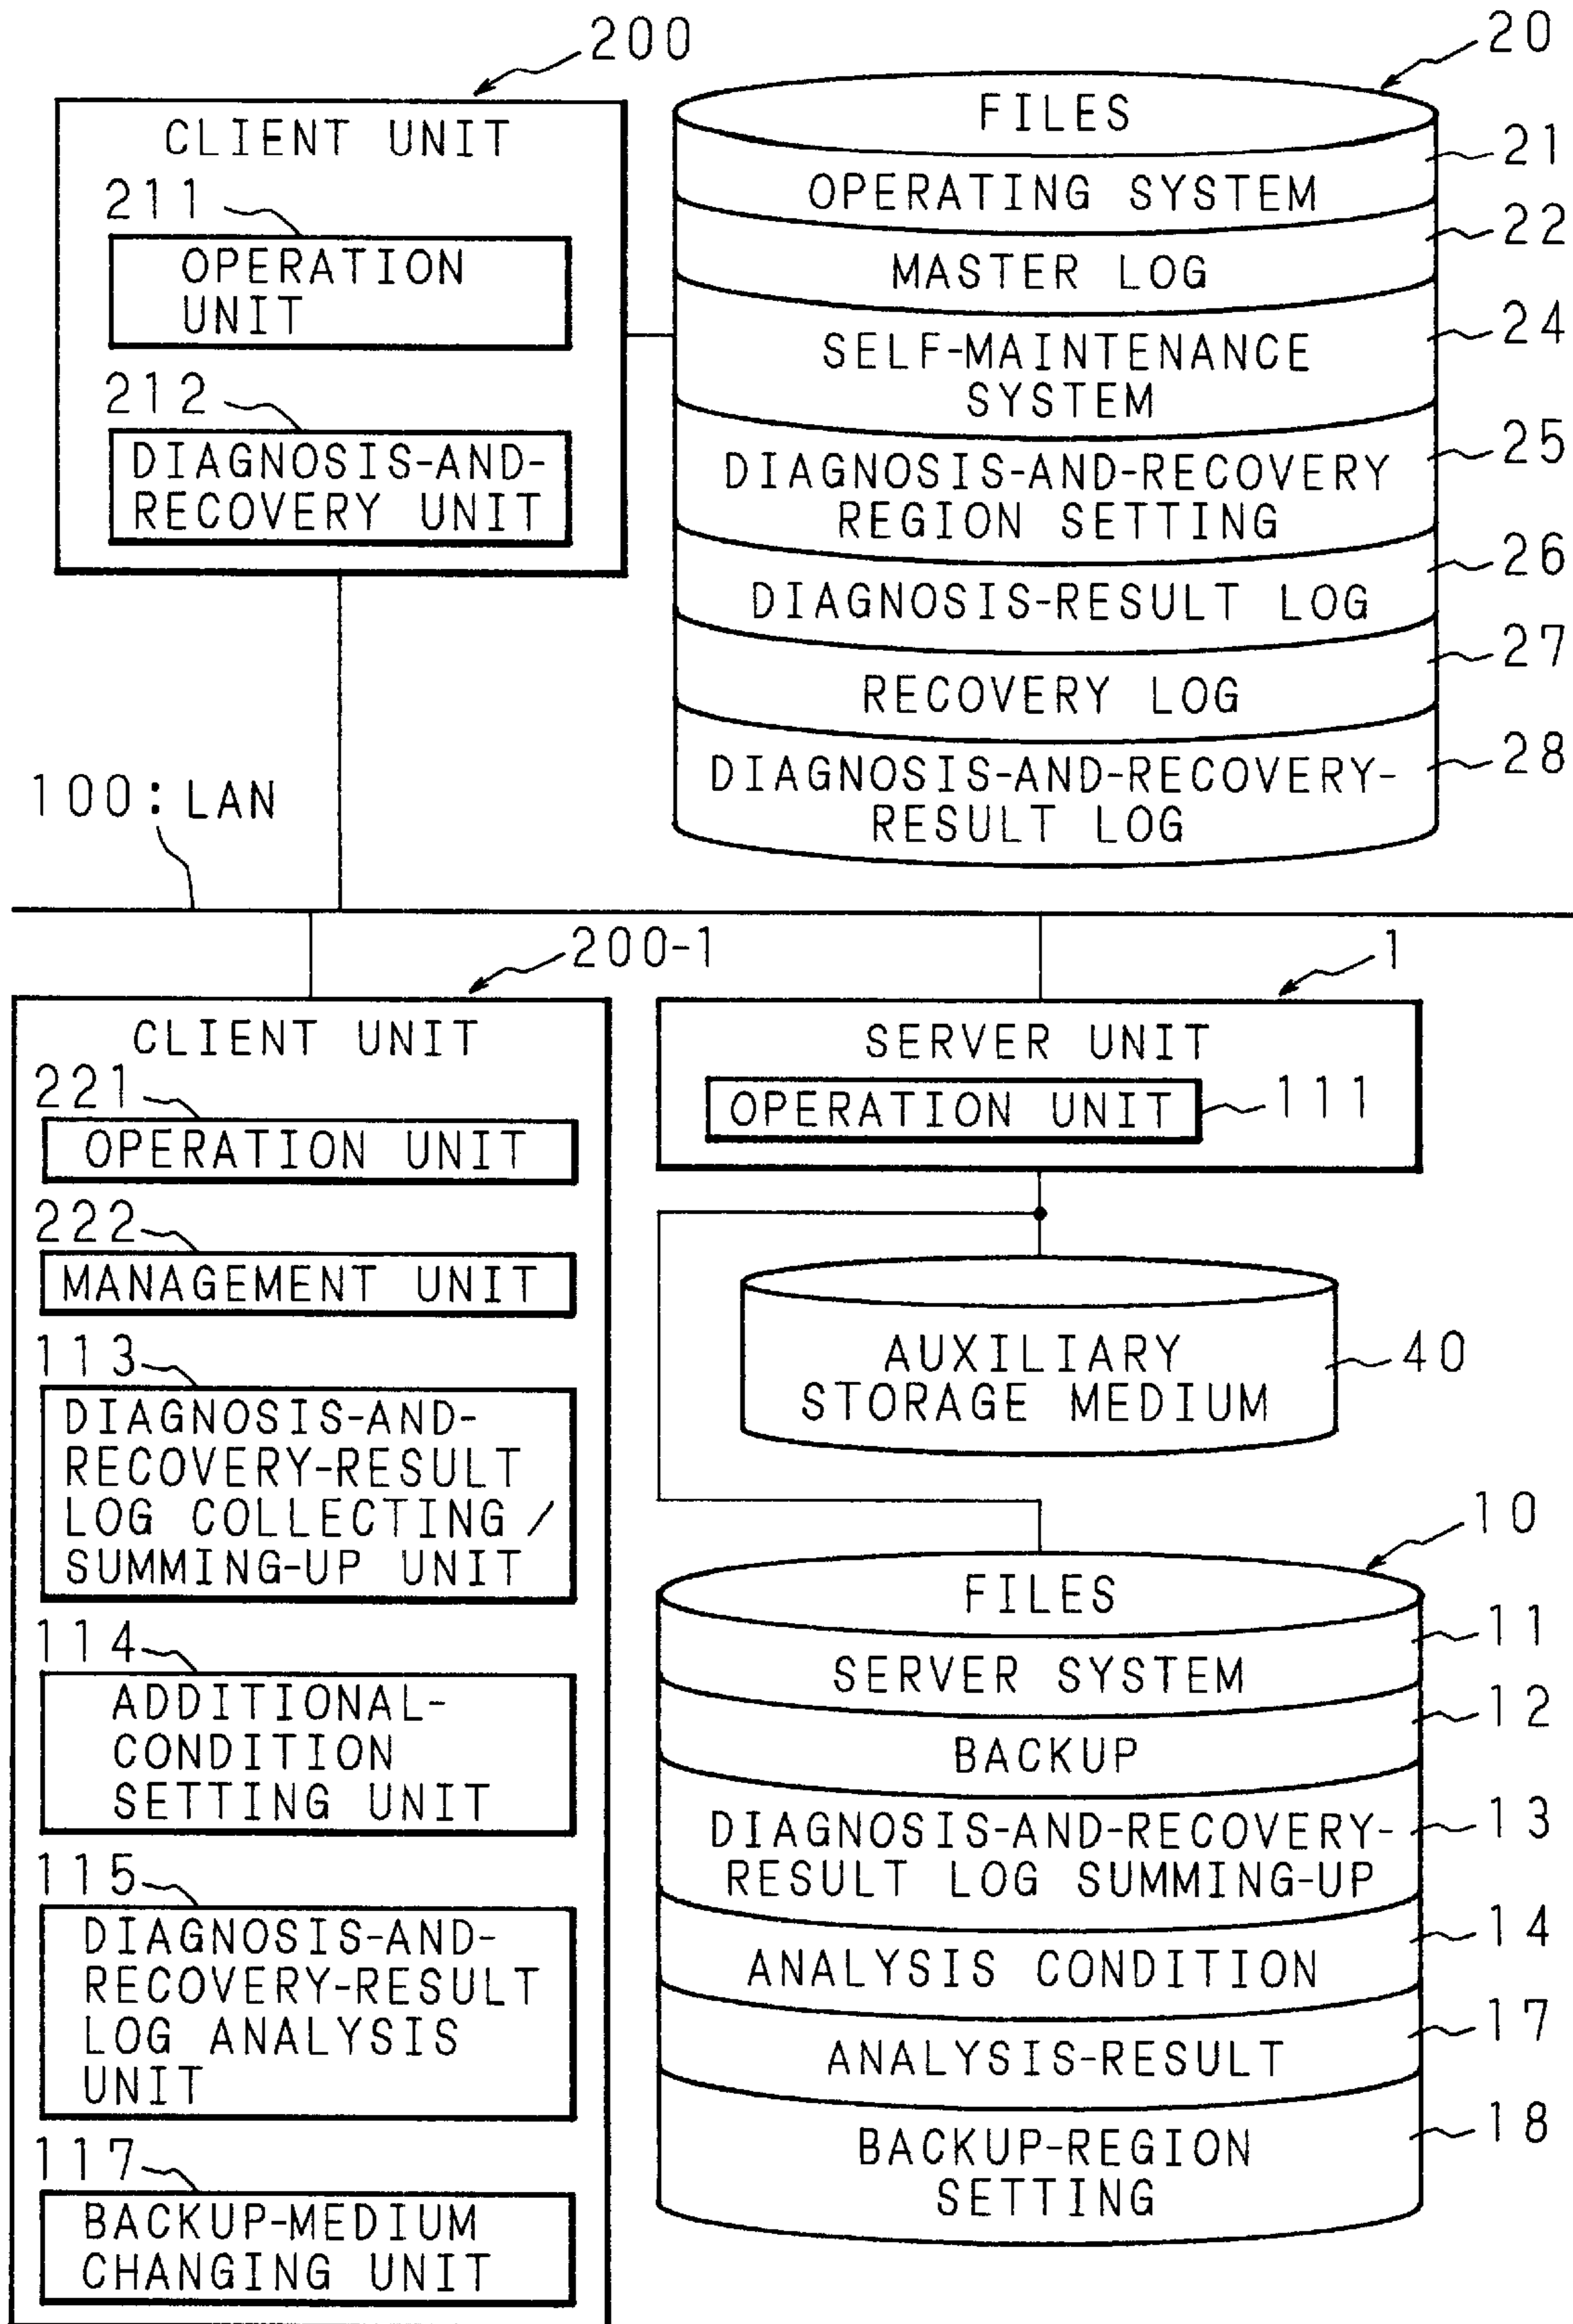 200
CLIENT UNIT
211
OPERATION
UNIT
212
DIAGNOSIS-AND-
RECOVERY UNIT
20
FILES
21
OPERATING SYSTEM
22
MASTER LOG
24
SELF-MAINTENANCE
SYSTEM
25
DIAGNOSIS-AND-RECOVERY
REGION SETTING
26
DIAGNOSIS-RESULT LOG
27
RECOVERY LOG
28
DIAGNOSIS-AND-RECOVERY-
RESULT LOG
100:LAN
200-1
CLIENT UNIT
221
OPERATION UNIT
222
MANAGEMENT UNIT
113
DIAGNOSIS-AND-
RECOVERY-RESULT
LOG COLLECTING/
SUMMING-UP UNIT
114
ADDITIONAL-
CONDITION
SETTING UNIT
115
DIAGNOSIS-AND-
RECOVERY-RESULT
LOG ANALYSIS
UNIT
117
BACKUP-MEDIUM
CHANGING UNIT
1
SERVER UNIT
OPERATION UNIT
111
AUXILIARY
STORAGE MEDIUM
40
10
FILES
11
SERVER SYSTEM
12
BACKUP
13
DIAGNOSIS-AND-RECOVERY-
RESULT LOG SUMMING-UP
14
ANALYSIS CONDITION
17
ANALYSIS-RESULT
18
BACKUP-REGION
SETTING